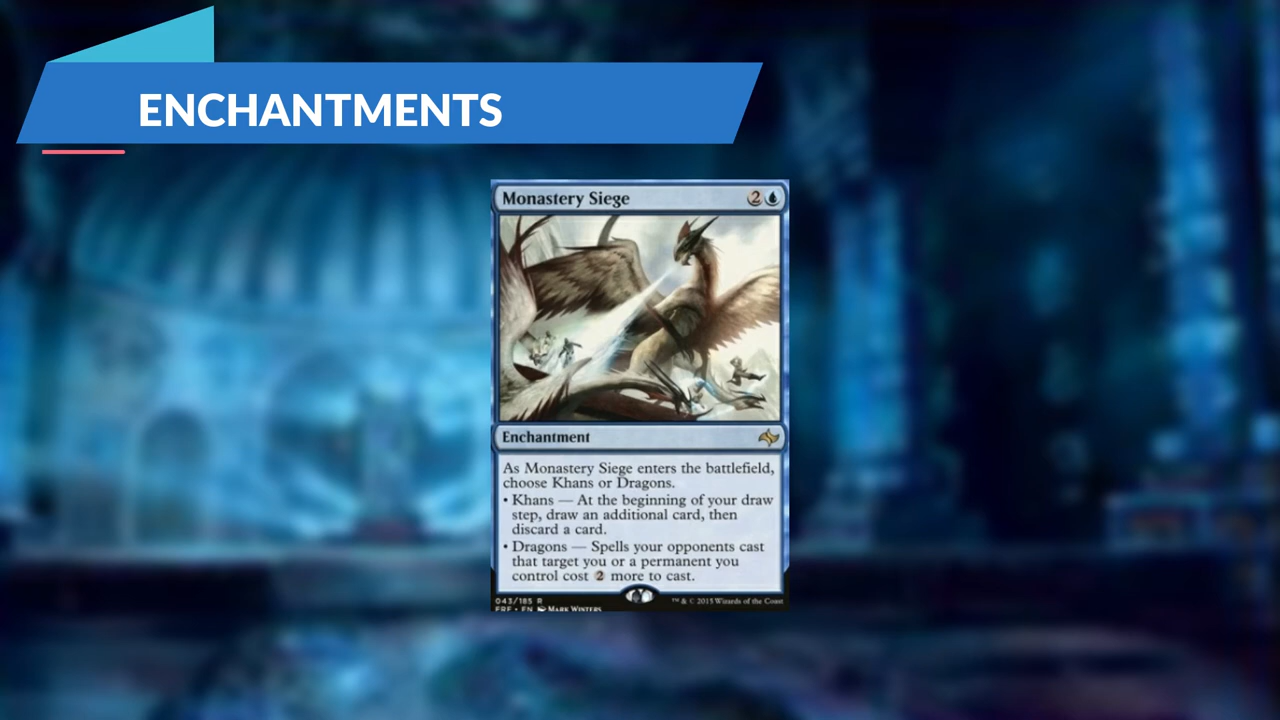 ENCHANTMENTS
Monastery Siege 2
Enchantment
As Monastery Siege enters the battlefield,
choose Khans or Dragons.
• Khans — At the beginning of your draw
step, draw an additional card, then
discard a card.
• Dragons — Spells your opponents cast
that target you or a permanent you
control cost 2 more to cast.
043/185 R
™ & © 2015 Wizards of the Coast
FRF • EN Mark Winters